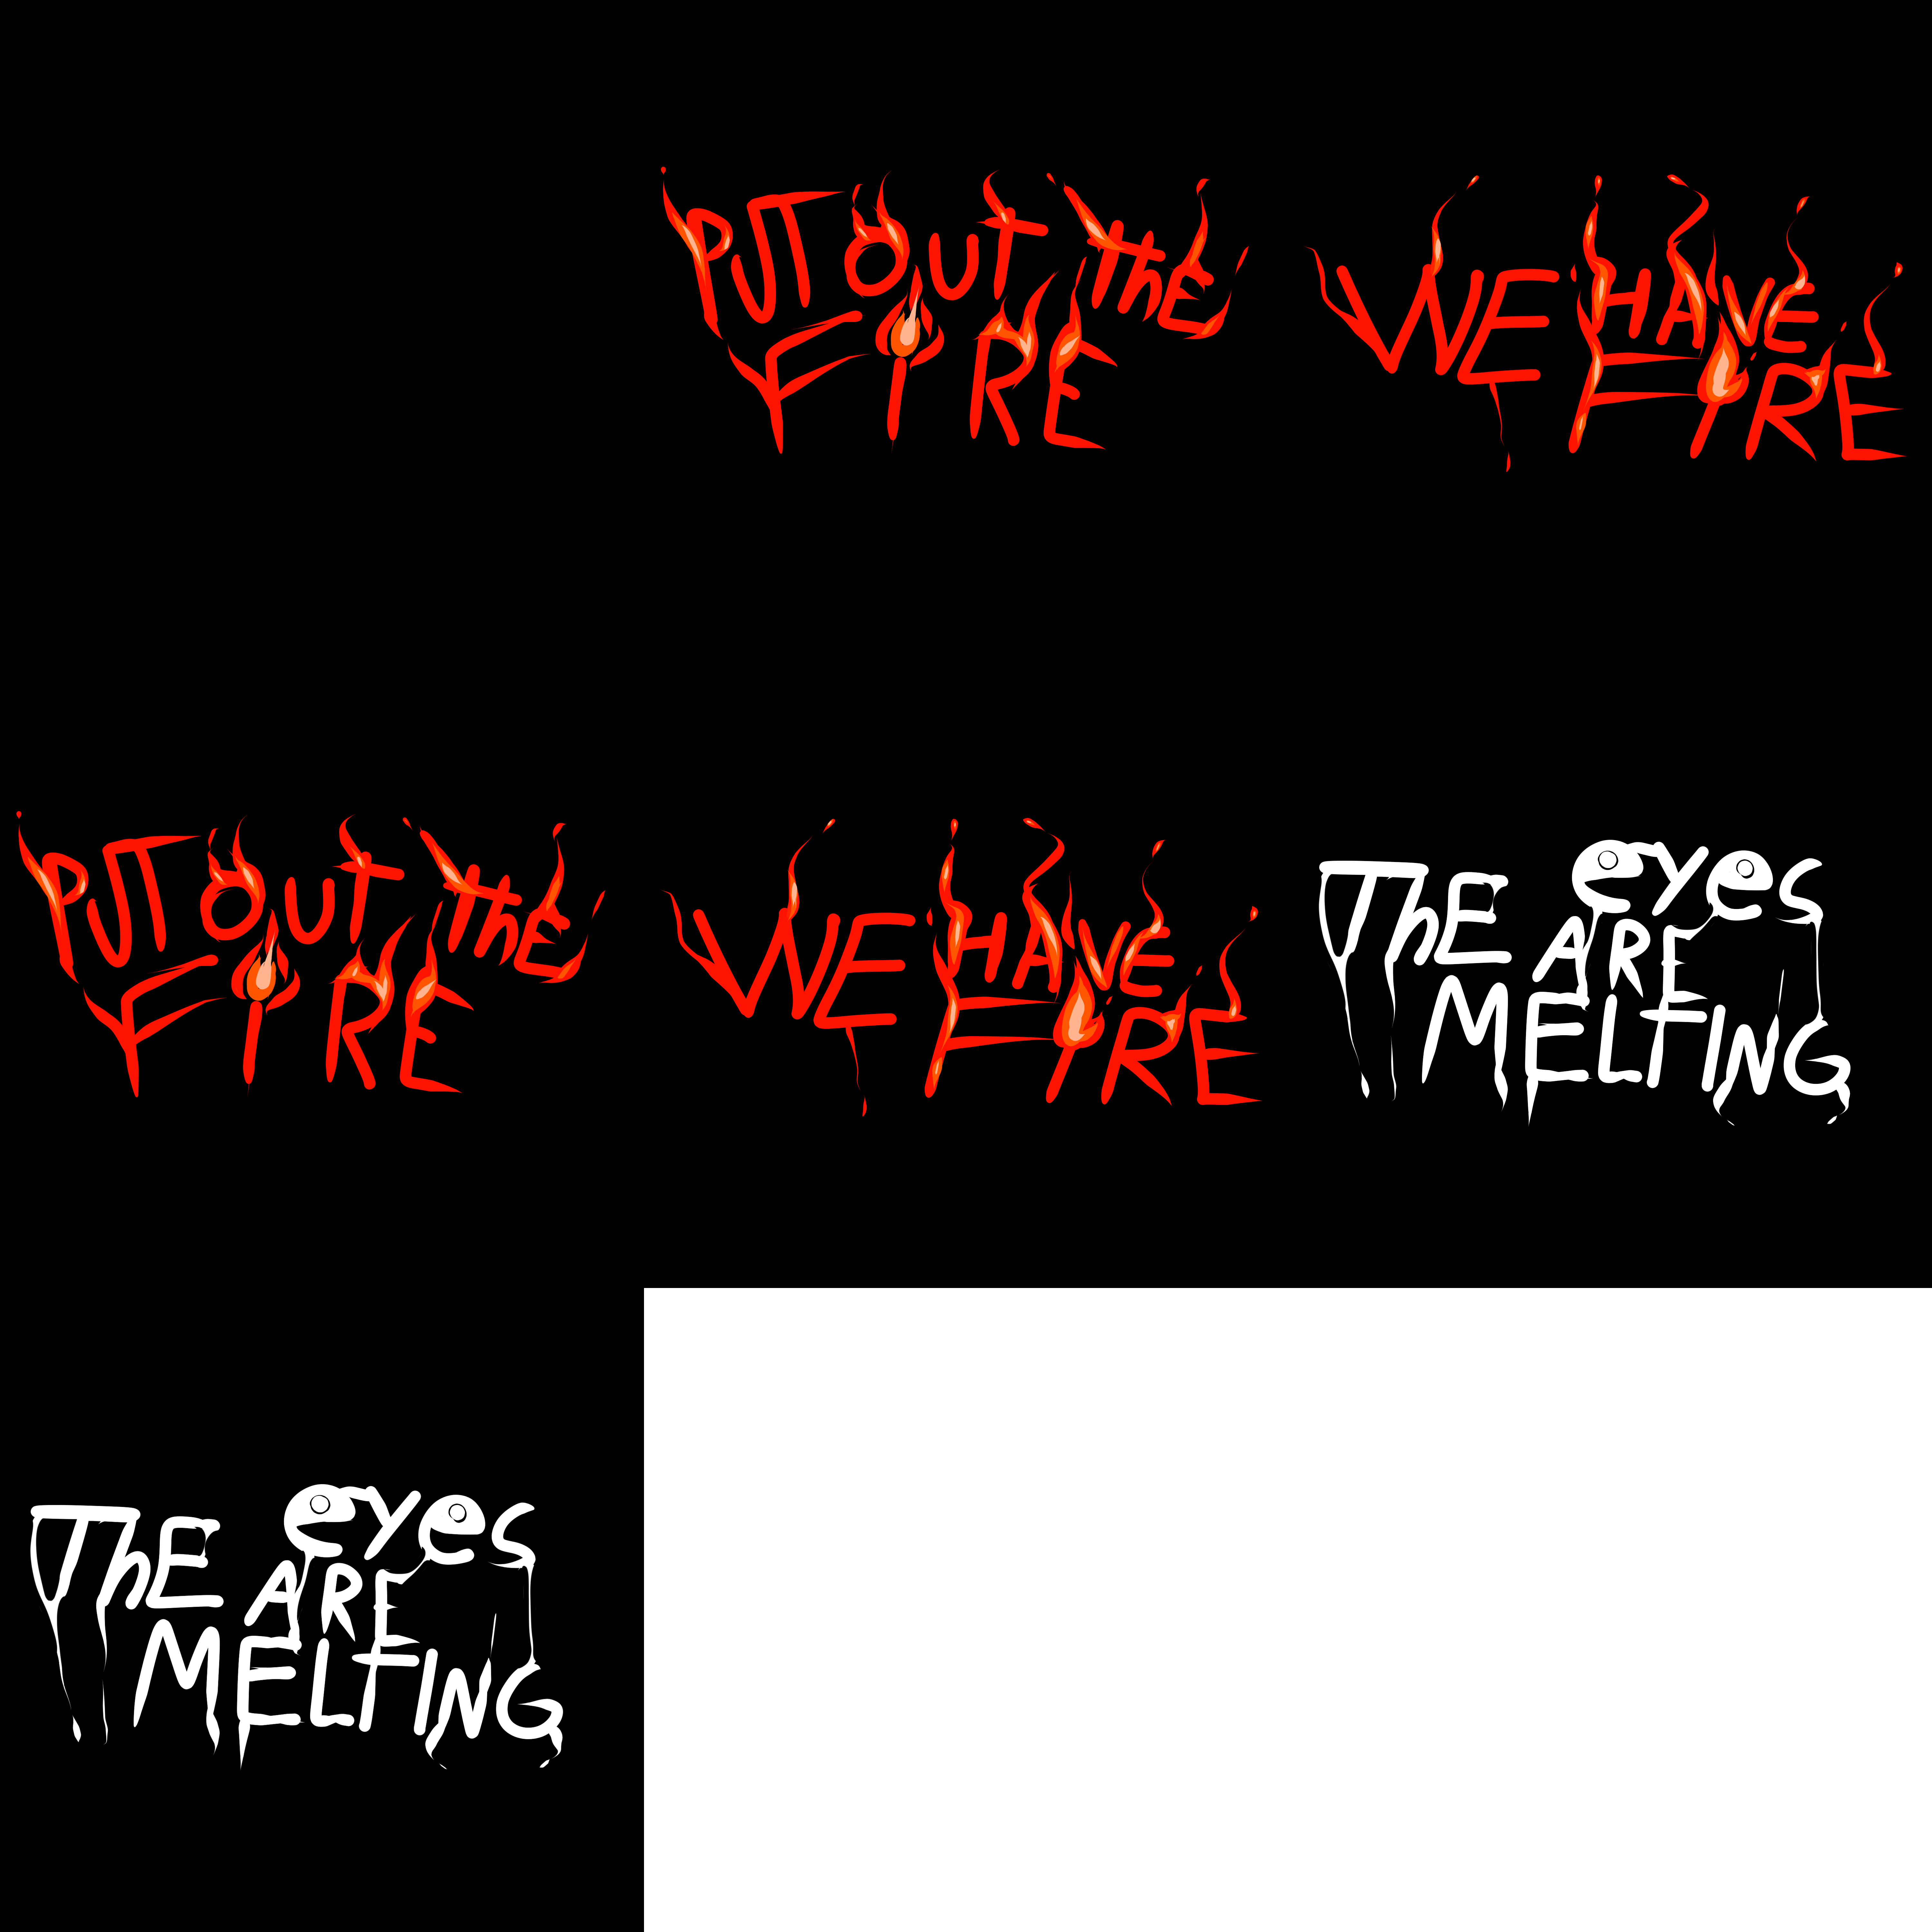 PUT OUT THE
FIRE
WE HAVE
FIRE
PUT OUT THE
FIRE
WE HAVE
FIRE
THE EYES
ARE
MELTING
THE EYES
ARE
MELTING